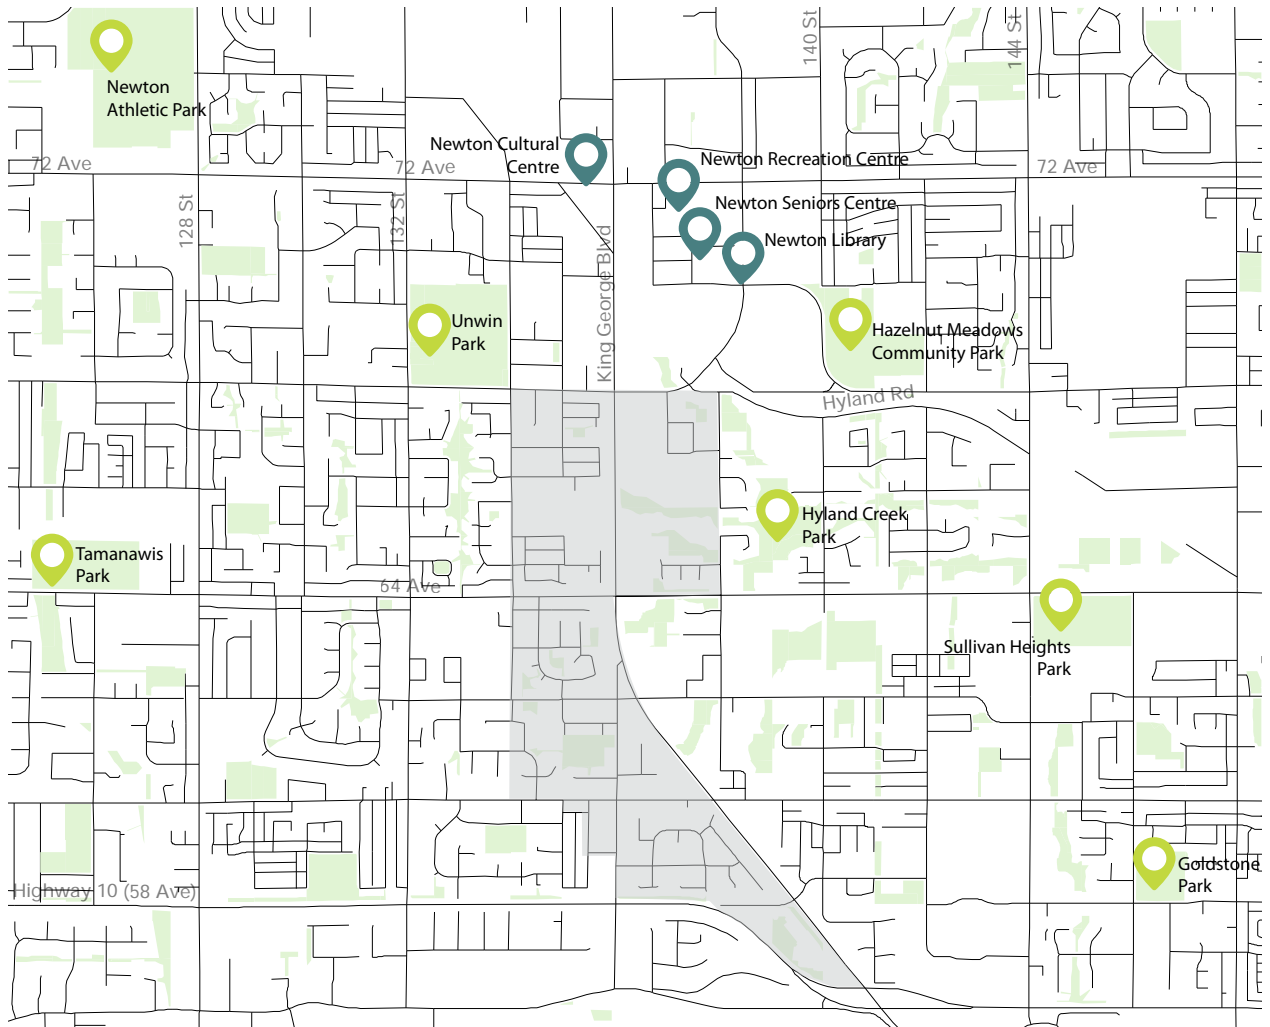 140 St
144 St
Newton
Athletic Park
Newton Cultural
Centre
Newton Recreation Centre
72 Ave
72 Ave
72 Ave
128 St
132 St
Newton Seniors Centre
King George Blvd
Newton Library
Unwin
Park
Hazelnut Meadows
Community Park
Hyland Rd
Hyland Creek
Park
Tamanawis
Park
64 Ave
Sullivan Heights
Park
Goldstone
Park
Highway 10 (58 Ave)